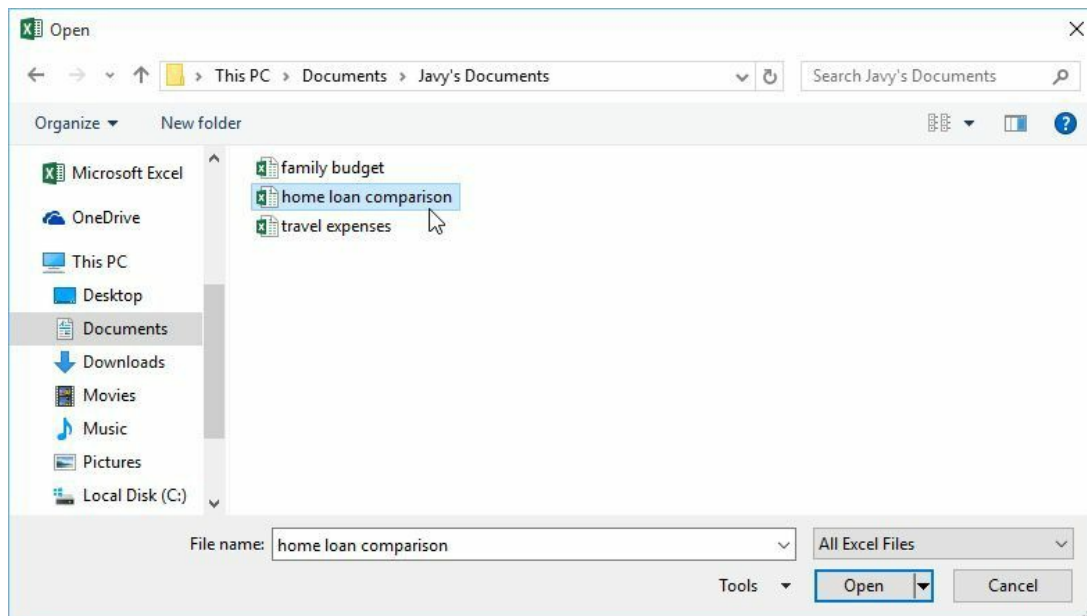 Open
This PC > Documents > Javy's Documents
Search Javy's Documents
Organize
New folder
Microsoft Excel
OneDrive
This PC
Desktop
Documents
Downloads
Movies
Music
Pictures
Local Disk (C:)
family budget
home loan comparison
travel expenses
File name: home loan comparison
All Excel Files
Tools
Open
Cancel